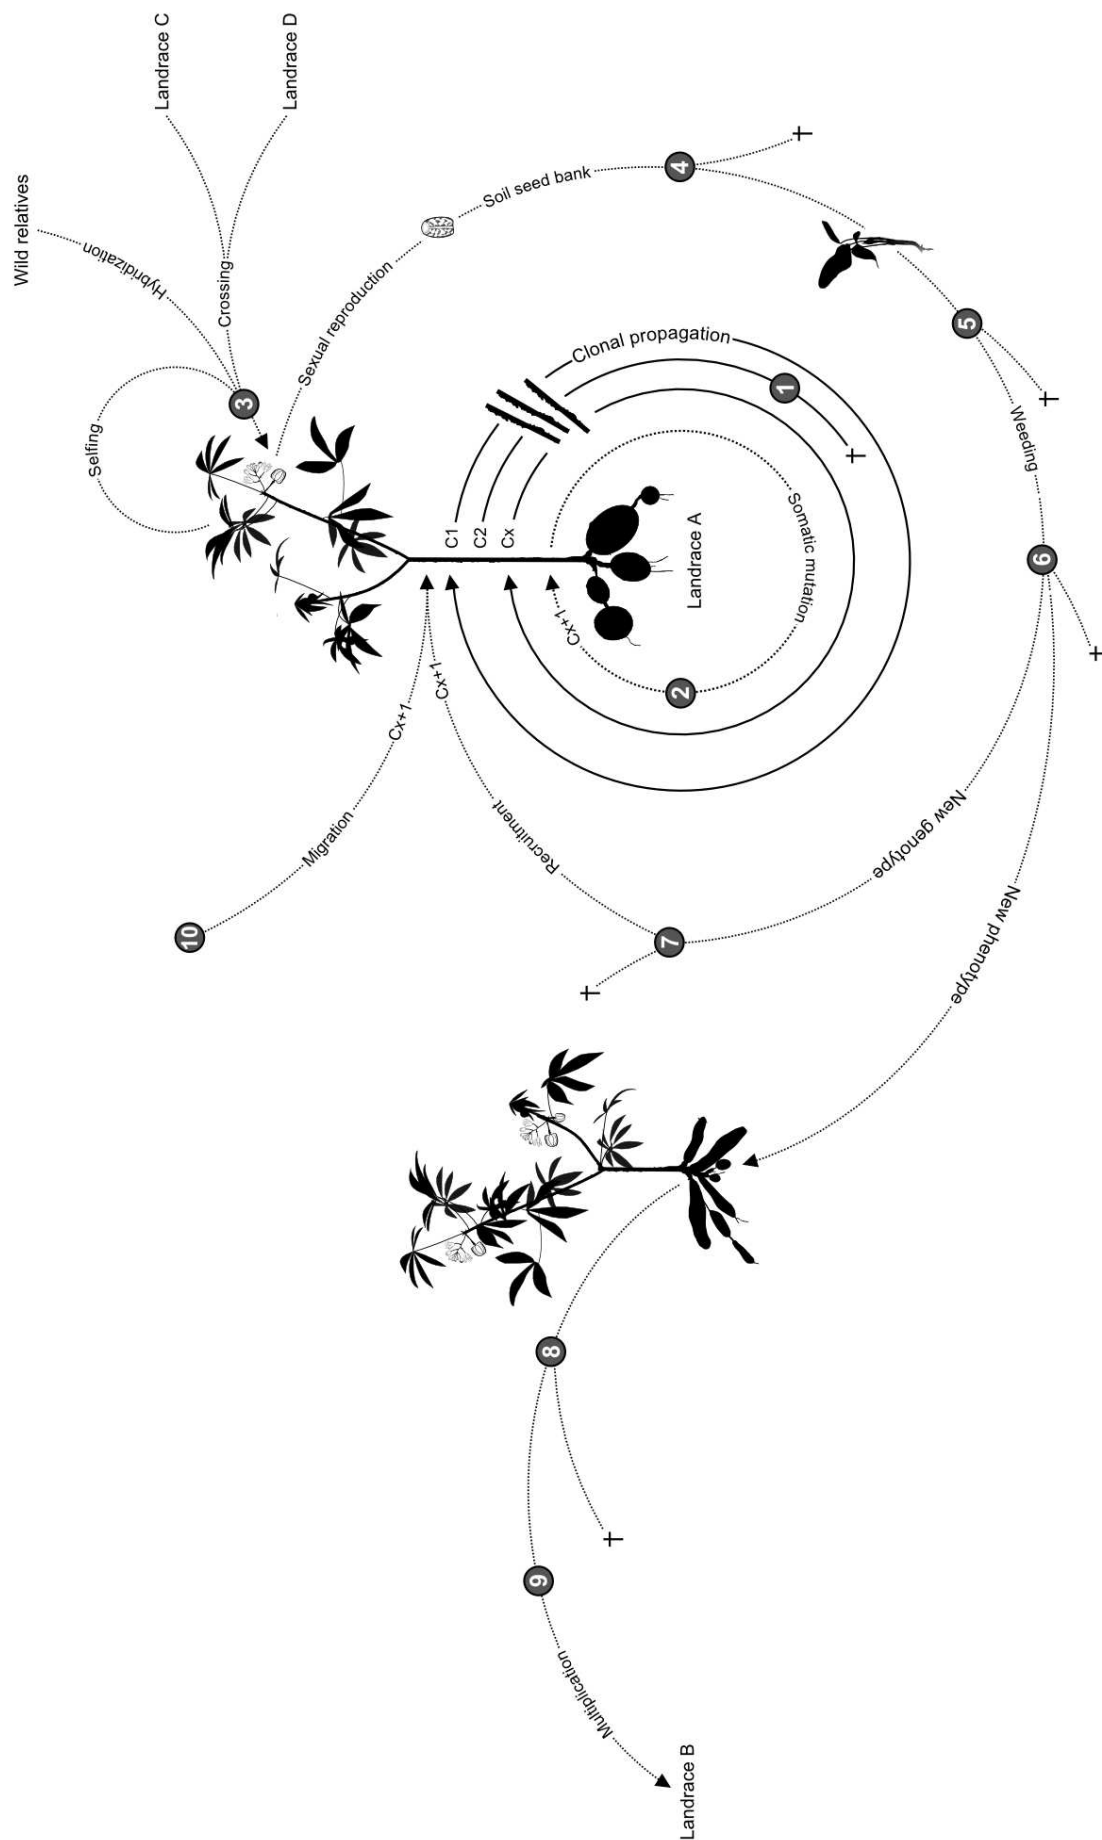 Wild relatives
Landrace C
Landrace D
Hybridization
Crossing
Selfing
3
Sexual reproduction
Soil seed bank
4
†
5
†
Weeping
6
†
Clonal propagation
1
†
C1
C2
Cx
Somatic mutation
Landrace A
Cx+1
2
Cx+1
Cx+1
Migration
10
Recruitment
7
†
New genotype
New phenotype
8
†
9
Multiplication
Landrace B